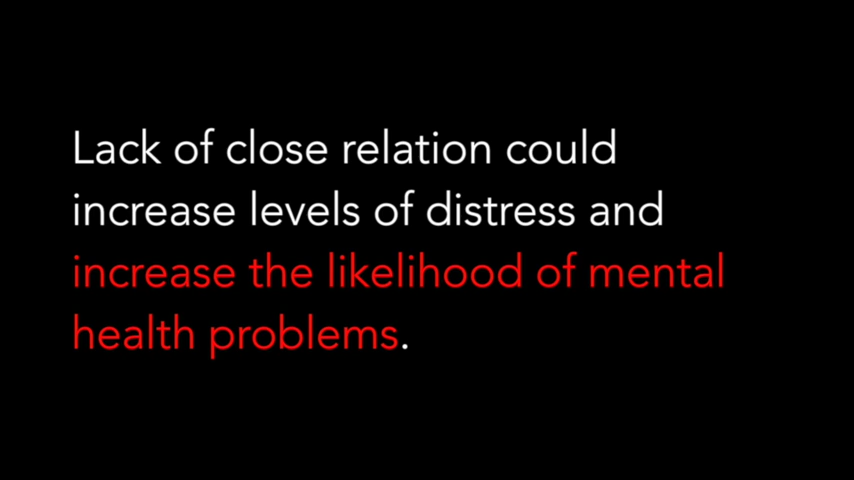 Lack of close relation could
increase levels of distress and
increase the likelihood of mental
health problems.